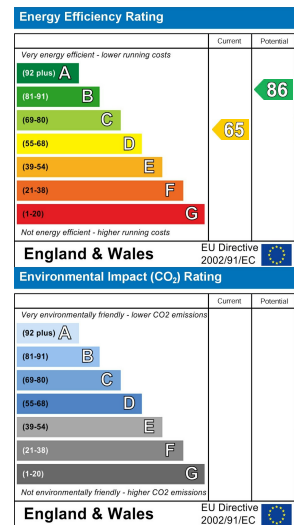 Energy Efficiency Rating
Current Potential
Very energy efficient - lower running costs
(92 plus) A
(81-91) B
(69-80) C
(55-68) D
(39-54) E
(21-38) F
(1-20) G
65
86
Not energy efficient - higher running costs
England & Wales
EU Directive
2002/91/EC
Environmental Impact (CO₂) Rating
Current Potential
Very environmentally friendly - lower CO2 emissions
(92 plus) A
(81-91) B
(69-80) C
(55-68) D
(39-54) E
(21-38) F
(1-20) G
Not environmentally friendly - higher CO2 emissions
England & Wales
EU Directive
2002/91/EC